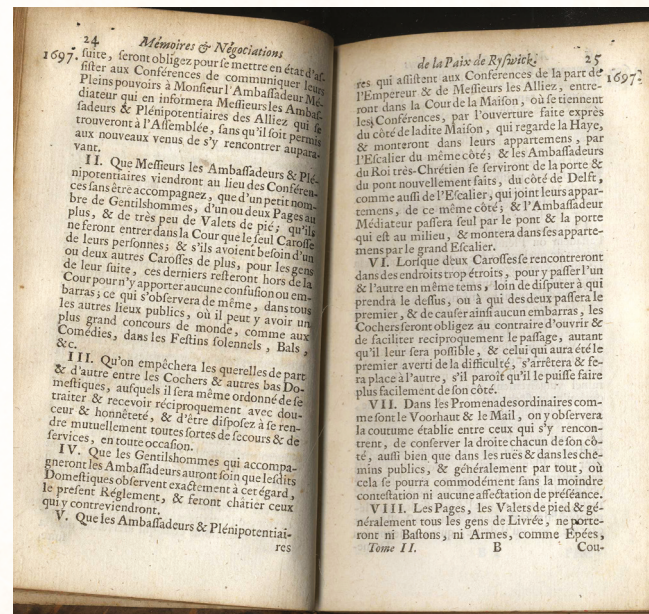 24 Mémoires & Négociations
1697. suite, seront obligez pour se mettre en état d'as-
sister aux Conférences de communiquer leurs
Pleins pouvoirs à Monsieur l'Ambassadeur Mé-
diateur qui en informera Messieurs les Ambas-
sadeurs & Plénipotentiaires des Alliez qui se
trouveront à l'Assemblée, sans qu'il soit permis
aux nouveaux venus de s'y rencontrer aupara-
vant.
II. Que Messieurs les Ambassadeurs & Plé-
nipotentiaires viendront au lieu des Conféren-
ces sans être accompagnez, que d'un petit nom-
bre de Gentilshommes, d'un ou deux Pages au
plus, & de très peu de Valets de pié; qu'ils
ne feront entrer dans la Cour que le seul Carosse
de leurs personnes; & s'ils avoient besoin d'un
ou deux autres Carosses de plus, pour les gens
de leur suite, ces derniers resteront hors de la
Cour pour n'y apporter aucune confusion ou em-
barras; ce qui s'observera de même, dans tous
les autres lieux publics, où il peut y avoir un
plus grand concours de monde, comme aux
Comédies, dans les Festins solennels, Bals,
&c.
III. Qu'on empêchera les querelles de part
& d'autre entre les Cochers & autres bas Do-
mestiques, ausquels il sera même ordonné de se
traiter & recevoir réciproquement avec dou-
ceur & honnêteté, & d'être disposez à se ren-
dre mutuellement toutes sortes de secours & de
services, en toute occasion.
IV. Que les Gentilshommes qui accompa-
gneront les Ambassadeurs auront soin que lesdits
Domestiques observent exactement à cet égard,
le présent Réglement, & feront châtier ceux
qui y contreviendront.
V. Que les Ambassadeurs & Plénipotentiai-
res
de la Paix de Ryswick. 25
res qui assistent aux Conferences de la part de 1697.
l'Empereur & de Messieurs les Alliez, entre-
ront dans la Cour de la Maison, où se tiennent
les Conférences, par l'ouverture faite exprès
du côté de ladite Maison, qui regarde la Haye,
& monteront dans leurs appartemens, par
l'Escalier du même côté; & les Ambassadeurs
du Roi très-Chrétien se serviront de la porte &
du pont nouvellement faits, du côté de Delft,
comme aussi de l'Escalier, qui joint leurs appar-
temens, de ce même côté; & l'Ambassadeur
Médiateur passera seul par le pont & la porte
qui est au milieu, & montera dans ses apparte-
mens par le grand Escalier.
VI. Lorsque deux Carosses se rencontreront
dans des endroits trop étroits, pour y passer l'un
& l'autre en même tems, loin de disputer à qui
prendra le dessus, ou à qui des deux passera le
premier, & de causer ainsi aucun embarras, les
Cochers seront obligez au contraire d'ouvrir &
de faciliter reciproquement le passage, autant
qu'il leur sera possible, & celui qui aura été le
premier averti de la difficulté, s'arrêtera & fe-
ra place à l'autre, s'il paroit qu'il le puisse faire
plus facilement de son côté.
VII. Dans les Promenades ordinaires com-
me sont le Voorhaut & le Mail, on y observera
la coutume établie entre ceux qui s'y rencon-
trent, de conserver la droite chacun de son cô-
té, aussi bien que dans les ruës & dans les che-
mins publics, & généralement par tout, où
cela se pourra commodément sans la moindre
contestation ni aucune affectation de préséance.
VIII. Les Pages, les Valets de pied & gé-
néralement tous les gens de Livrée, ne porte-
ront ni Bastons, ni Armes, comme Epées,
Tome II. B Cou-